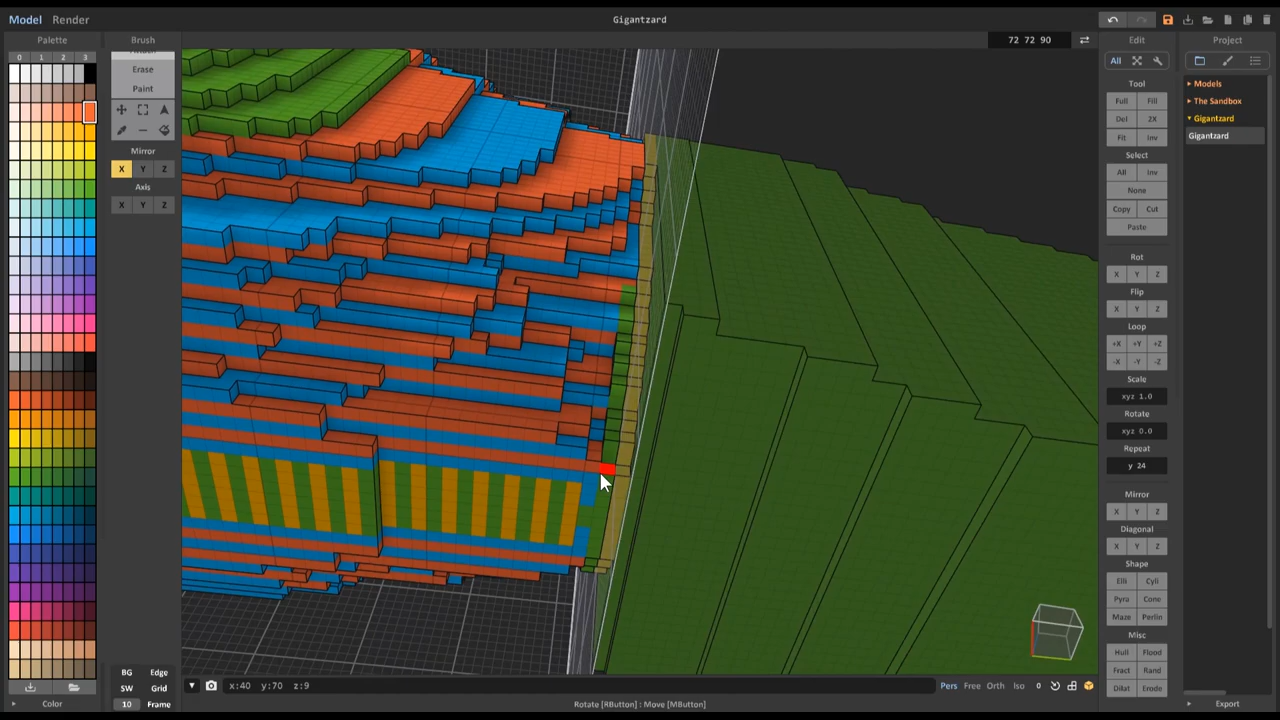 Model Render
Gigantzard
Palette
Brush
72 72 90
Edit
Project
0 1 2 3
Erase
Paint
Mirror
X Y Z
Axis
X Y Z
All
Tool
Full Fill
Del 2X
Fit Inv
Select
All Inv
None
Copy Cut
Paste
Rot
X Y Z
Flip
X Y Z
Loop
+X +Y +Z
-X -Y -Z
Scale
xyz 1.0
Rotate
xyz 0.0
Repeat
y 24
Mirror
X Y Z
Diagonal
X Y Z
Shape
Elli Cyli
Pyra Cone
Maze Perlin
Misc
Hull Flood
Fract Rand
Dilat Erode
Models
The Sandbox
Gigantzard
Gigantzard
BG Edge
SW Grid
10 Frame
x:40 y:70 z:9
Pers Free Orth Iso 0
Color
Rotate [RButton] : Move [MButton]
Export